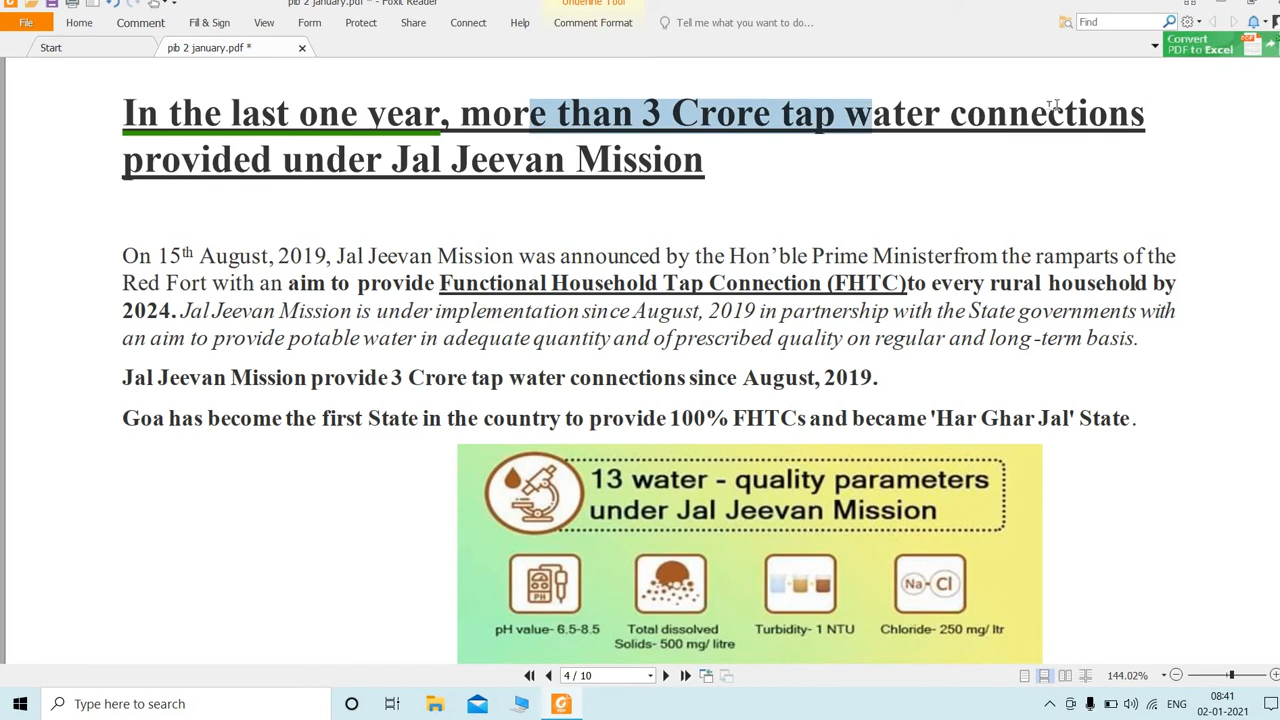 pib 2 january.pdf * - Foxit Reader
Underline Tool
File Home Comment Fill & Sign View Form Protect Share Connect Help Comment Format Tell me what you want to do... Find
Start pib 2 january.pdf *
Convert
PDF to Excel
In the last one year, more than 3 Crore tap water connections
provided under Jal Jeevan Mission
On 15th August, 2019, Jal Jeevan Mission was announced by the Hon’ble Prime Ministerfrom the ramparts of the
Red Fort with an aim to provide Functional Household Tap Connection (FHTC)to every rural household by
2024. Jal Jeevan Mission is under implementation since August, 2019 in partnership with the State governments with
an aim to provide potable water in adequate quantity and of prescribed quality on regular and long-term basis.
Jal Jeevan Mission provide 3 Crore tap water connections since August, 2019.
Goa has become the first State in the country to provide 100% FHTCs and became 'Har Ghar Jal' State.
13 water - quality parameters
under Jal Jeevan Mission
PH
Na Cl
pH value- 6.5-8.5 Total dissolved Turbidity- 1 NTU Chloride- 250 mg/ ltr
Solids- 500 mg/ litre
4 / 10 144.02%
Type here to search ENG 08:41
02-01-2021